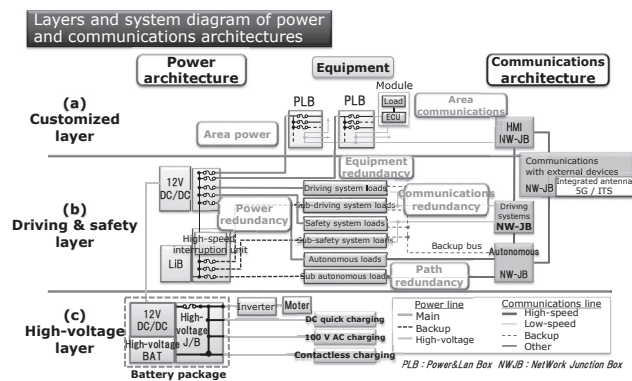 Layers and system diagram of power
and communications architectures
Power
architecture
Equipment
Communications
architecture
(a)
Customized
layer
PLB
PLB
Module
Load
ECU
Area power
Area
communications
HMI
NW-JB
Equipment
redundancy
Communications
with external devices
NW-JB
Integrated antenna
5G / ITS
(b)
Driving & safety
layer
12V
DC/DC
Power
redundancy
High-speed
interruption unit
LiB
Driving system loads
Sub-driving system loads
Safety system loads
Sub-safety system loads
Autonomous loads
Sub autonomous loads
Communications
redundancy
Backup bus
Path
redundancy
Driving
systems
NW-JB
Autonomous
NW-JB
(c)
High-voltage
layer
12V
DC/DC
High-voltage
BAT
High-
voltage
J/B
Battery package
Inverter
Moter
DC quick charging
100 V AC charging
Contactless charging
Power line
Main
Backup
High-voltage
Communications line
High-speed
Low-speed
Backup
Other
PLB : Power&Lan Box NWJB : NetWork Junction Box